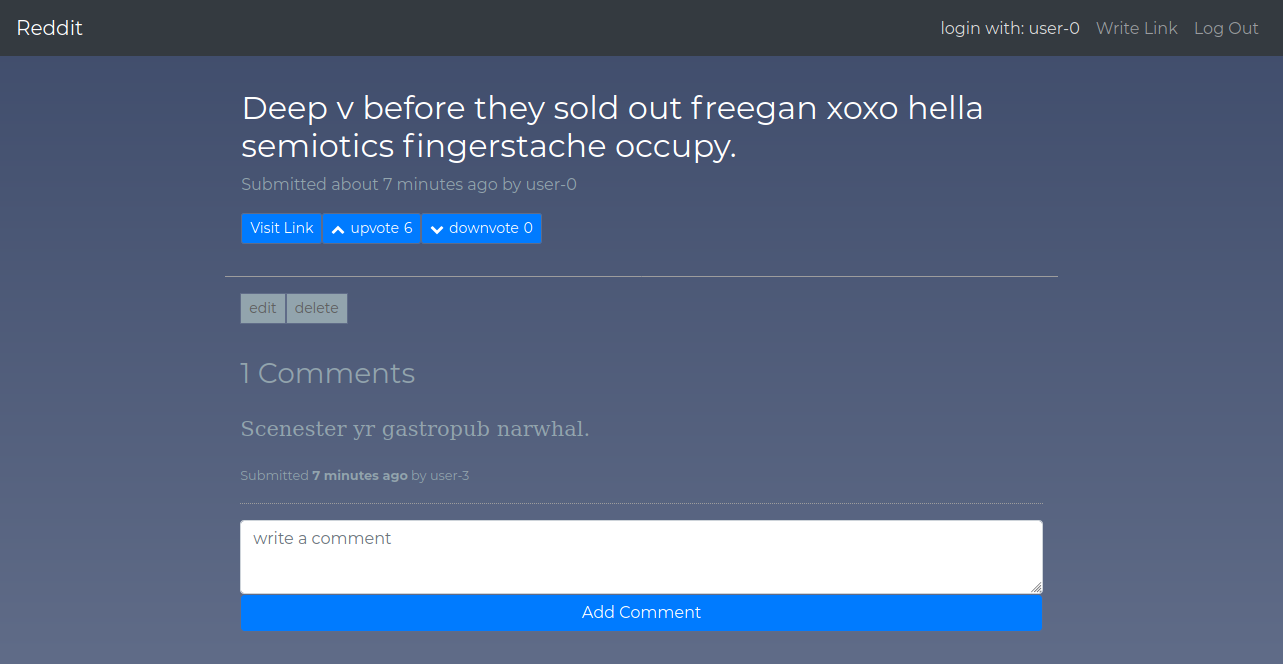 Reddit
login with: user-0 Write Link Log Out
Deep v before they sold out freegan xoxo hella
semiotics fingerstache occupy.
Submitted about 7 minutes ago by user-0
Visit Link upvote 6 downvote 0
edit delete
1 Comments
Scenester yr gastropub narwhal.
Submitted 7 minutes ago by user-3
write a comment
Add Comment